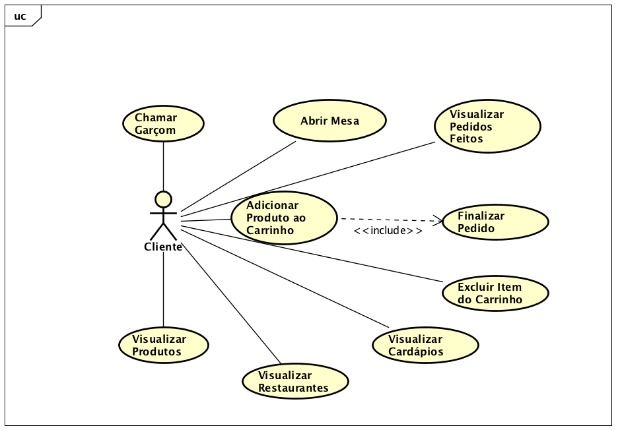 uc
Chamar
Garçom
Abrir Mesa
Visualizar
Pedidos
Feitos
Adicionar
Produto ao
Carrinho
<<include>>
Finalizar
Pedido
Cliente
Excluir Item
do Carrinho
Visualizar
Produtos
Visualizar
Cardápios
Visualizar
Restaurantes